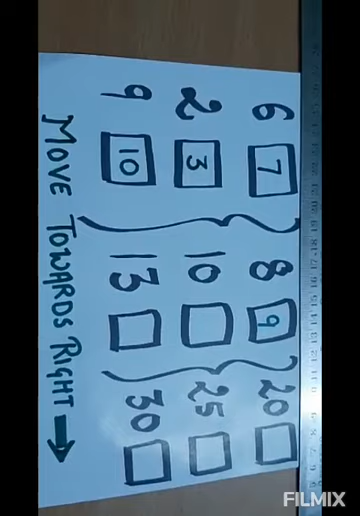 6 7 8 9 20
2 3 10 25
9 10 13 30
MOVE TOWARDS RIGHT →
FILMIX